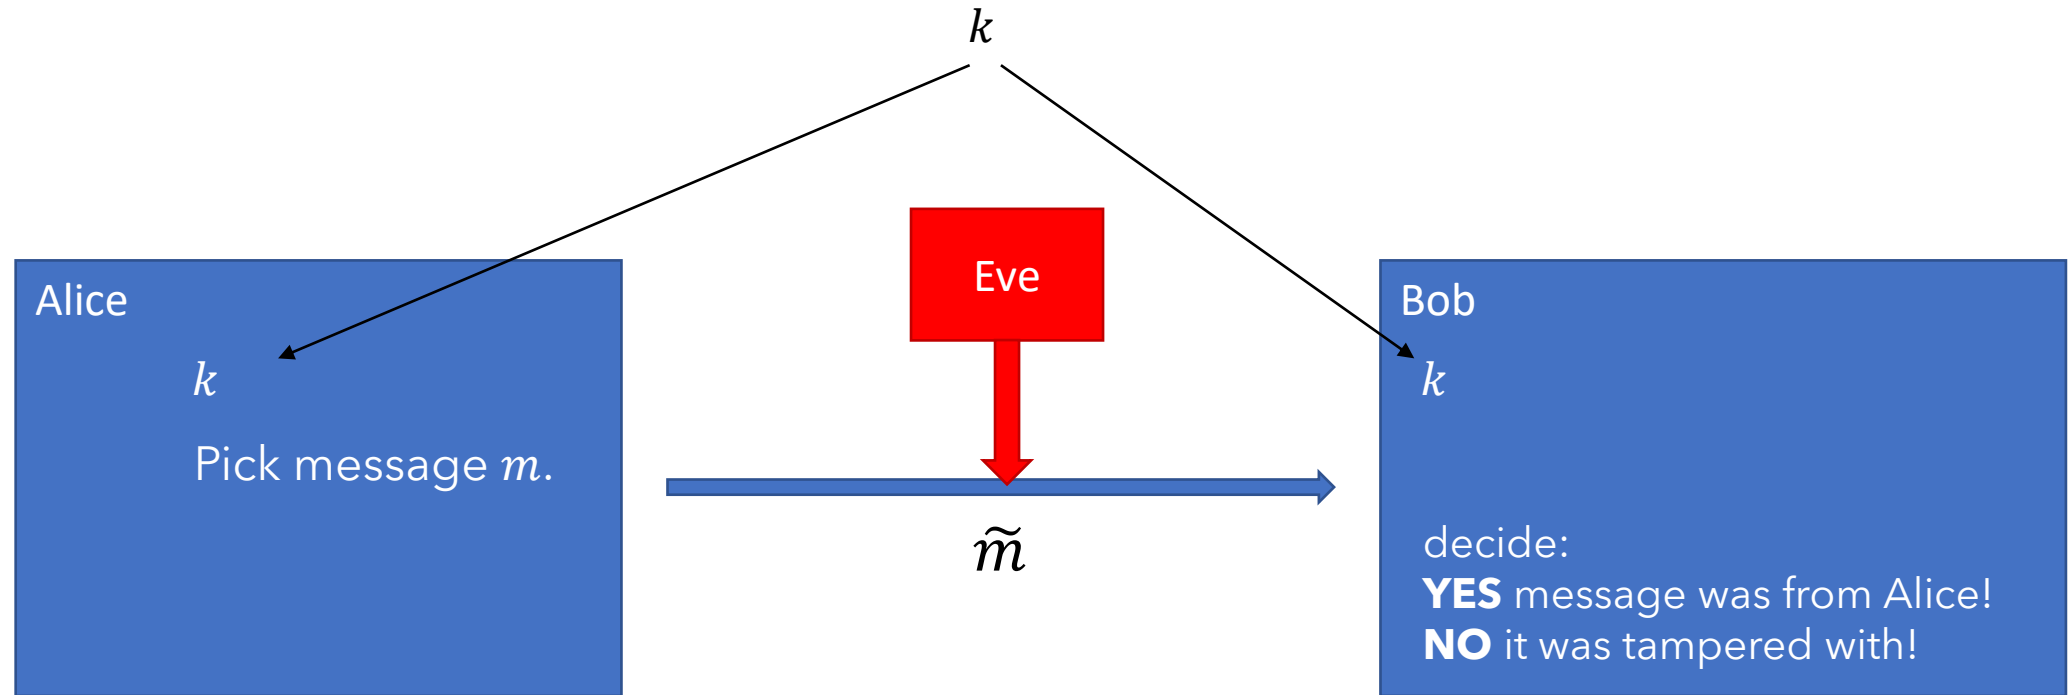 k
Eve
Alice
k
Pick message m.
m̃
Bob
k
decide:
YES message was from Alice!
NO it was tampered with!